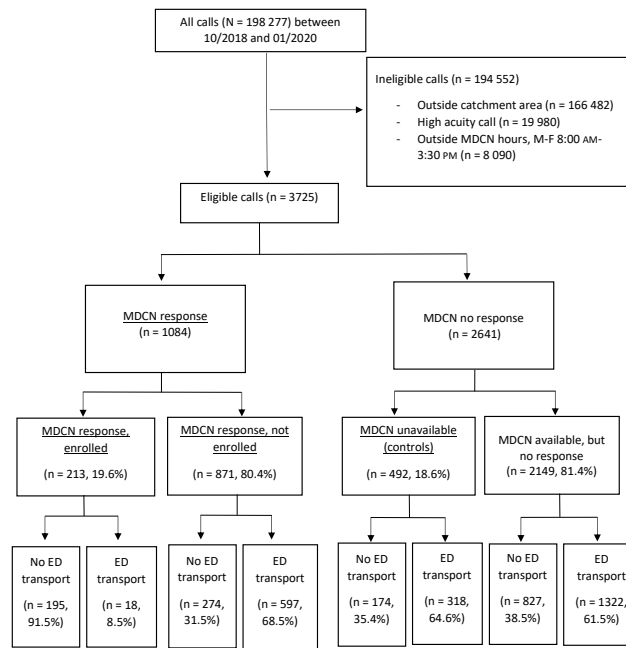 All calls (N = 198 277) between
10/2018 and 01/2020
Ineligible calls (n = 194 552)
- Outside catchment area (n = 166 482)
- High acuity call (n = 19 980)
- Outside MDCN hours, M-F 8:00 AM-
3:30 PM (n = 8 090)
Eligible calls (n = 3725)
MDCN response
(n = 1084)
MDCN no response
(n = 2641)
MDCN response,
enrolled
(n = 213, 19.6%)
MDCN response, not
enrolled
(n = 871, 80.4%)
MDCN unavailable
(controls)
(n = 492, 18.6%)
MDCN available, but
no response
(n = 2149, 81.4%)
No ED
transport
(n = 195,
91.5%)
ED
transport
(n = 18,
8.5%)
No ED
transport
(n = 274,
31.5%)
ED
transport
(n = 597,
68.5%)
No ED
transport
(n = 174,
35.4%)
ED
transport
(n = 318,
64.6%)
No ED
transport
(n = 827,
38.5%)
ED
transport
(n = 1322,
61.5%)